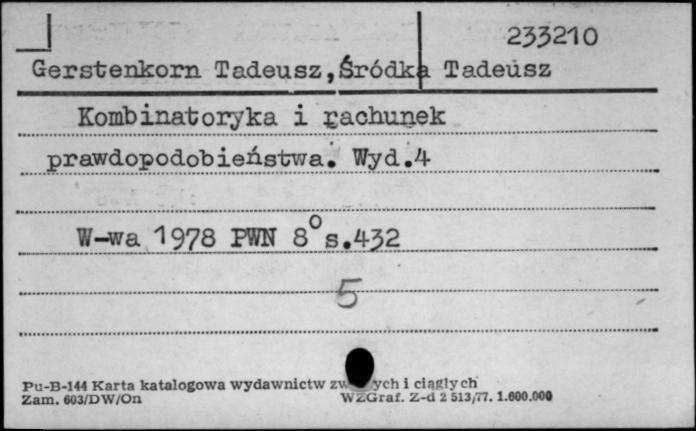 233210
Gerstenkorn Tadeusz, Śródka Tadeusz
Kombinatoryka i rachunek
prawdopodobieństwa. Wyd.4
W-wa 1978 PWN 8° s.432
5
Pu-B-144 Karta katalogowa wydawnictw i ciągłych
Zam. 603/DW/On WZGraf. Z-d 2 513/77. 1.600.000